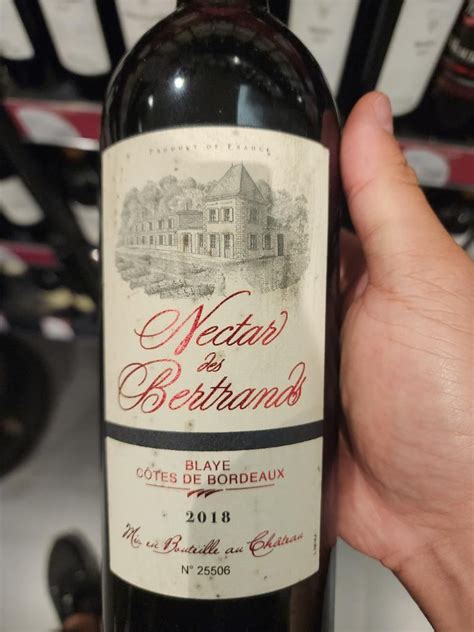 PRODUCT OF FRANCE
Nectar
des
Bertrands
BLAYE
CÔTES DE BORDEAUX
2018
Mis en Bouteille au Château
N° 25506